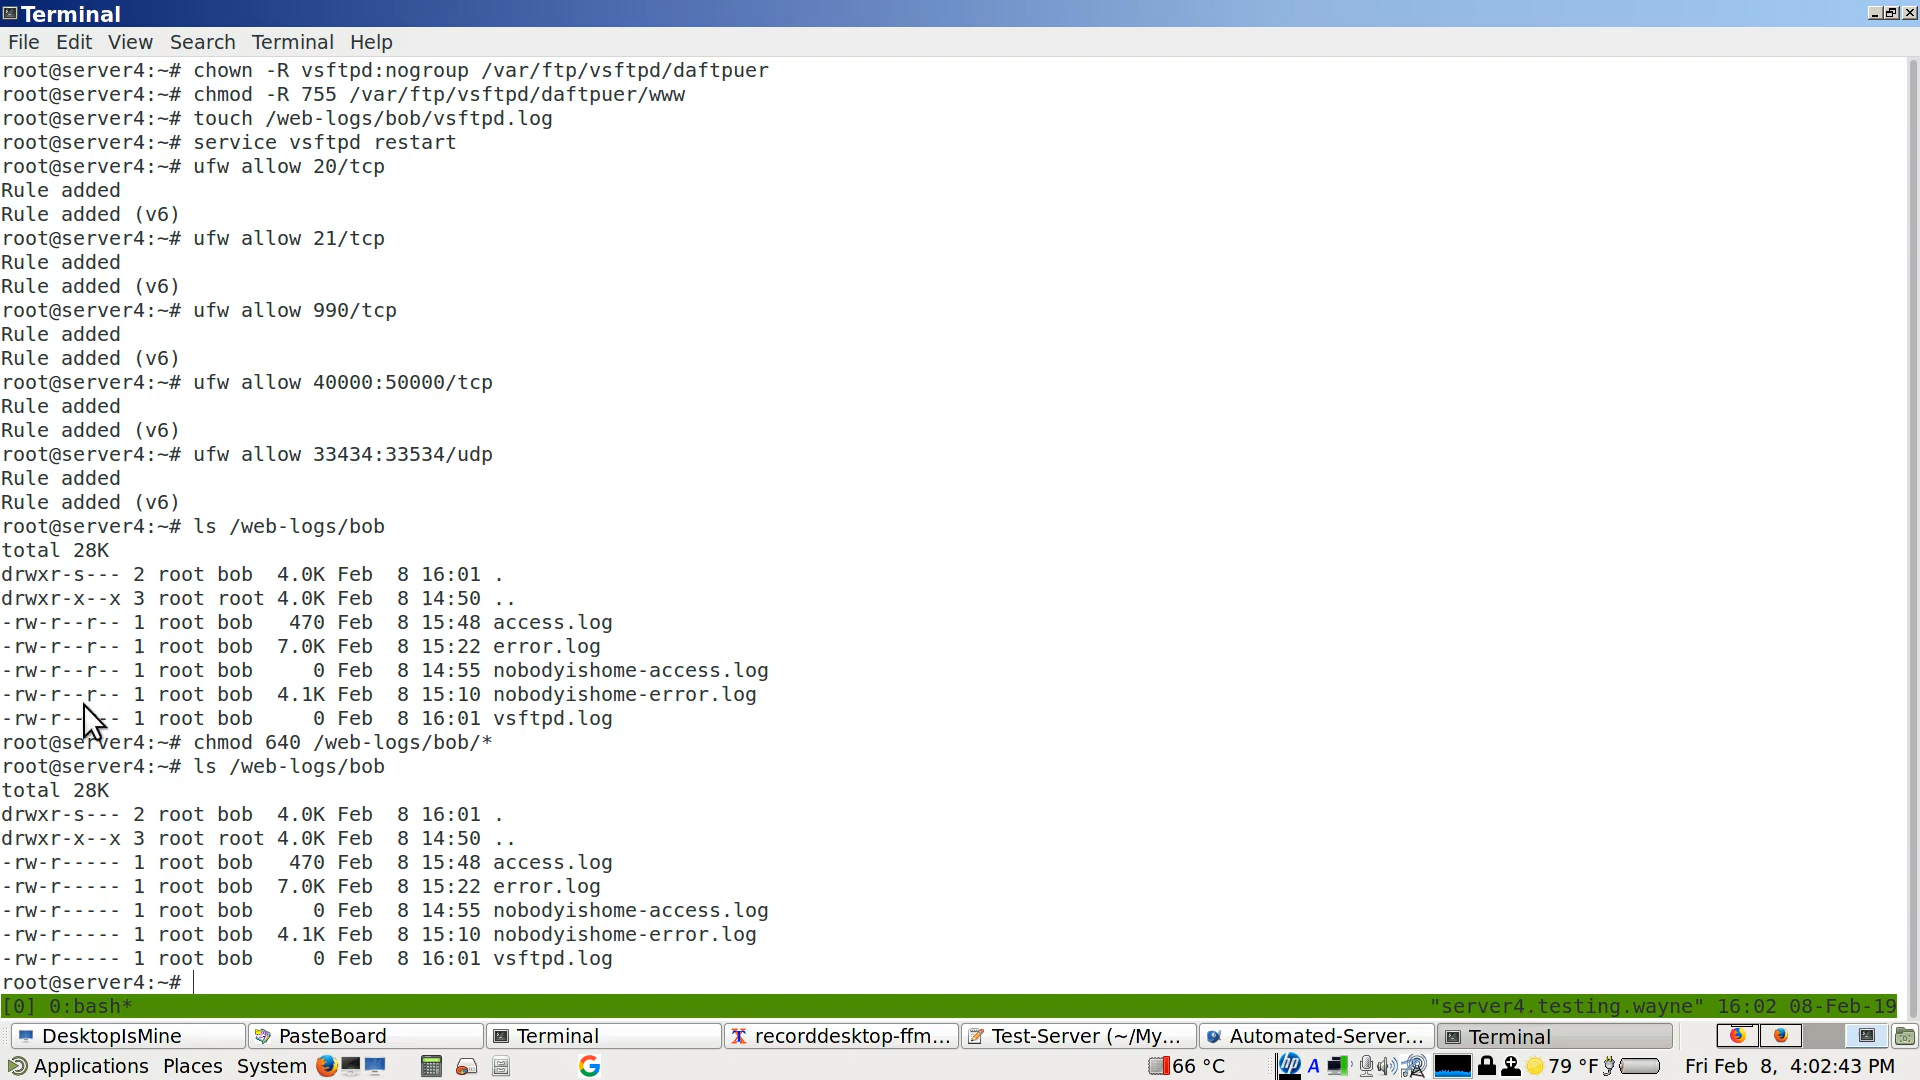 Terminal
File Edit View Search Terminal Help
root@server4:~# chown -R vsftpd:nogroup /var/ftp/vsftpd/daftpuer
root@server4:~# chmod -R 755 /var/ftp/vsftpd/daftpuer/www
root@server4:~# touch /web-logs/bob/vsftpd.log
root@server4:~# service vsftpd restart
root@server4:~# ufw allow 20/tcp
Rule added
Rule added (v6)
root@server4:~# ufw allow 21/tcp
Rule added
Rule added (v6)
root@server4:~# ufw allow 990/tcp
Rule added
Rule added (v6)
root@server4:~# ufw allow 40000:50000/tcp
Rule added
Rule added (v6)
root@server4:~# ufw allow 33434:33534/udp
Rule added
Rule added (v6)
root@server4:~# ls /web-logs/bob
total 28K
drwxr-s--- 2 root bob  4.0K Feb  8 16:01 .
drwxr-x--x 3 root root 4.0K Feb  8 14:50 ..
-rw-r--r-- 1 root bob   470 Feb  8 15:48 access.log
-rw-r--r-- 1 root bob  7.0K Feb  8 15:22 error.log
-rw-r--r-- 1 root bob     0 Feb  8 14:55 nobodyishome-access.log
-rw-r--r-- 1 root bob  4.1K Feb  8 15:10 nobodyishome-error.log
-rw-r--r-- 1 root bob     0 Feb  8 16:01 vsftpd.log
root@server4:~# chmod 640 /web-logs/bob/*
root@server4:~# ls /web-logs/bob
total 28K
drwxr-s--- 2 root bob  4.0K Feb  8 16:01 .
drwxr-x--x 3 root root 4.0K Feb  8 14:50 ..
-rw-r----- 1 root bob   470 Feb  8 15:48 access.log
-rw-r----- 1 root bob  7.0K Feb  8 15:22 error.log
-rw-r----- 1 root bob     0 Feb  8 14:55 nobodyishome-access.log
-rw-r----- 1 root bob  4.1K Feb  8 15:10 nobodyishome-error.log
-rw-r----- 1 root bob     0 Feb  8 16:01 vsftpd.log
root@server4:~#
[0] 0:bash* "server4.testing.wayne" 16:02 08-Feb-19
DesktopIsMine PasteBoard Terminal recorddesktop-ffm... Test-Server (~/My... Automated-Server... Terminal
Applications Places System 66 °C A 79 °F Fri Feb 8, 4:02:43 PM